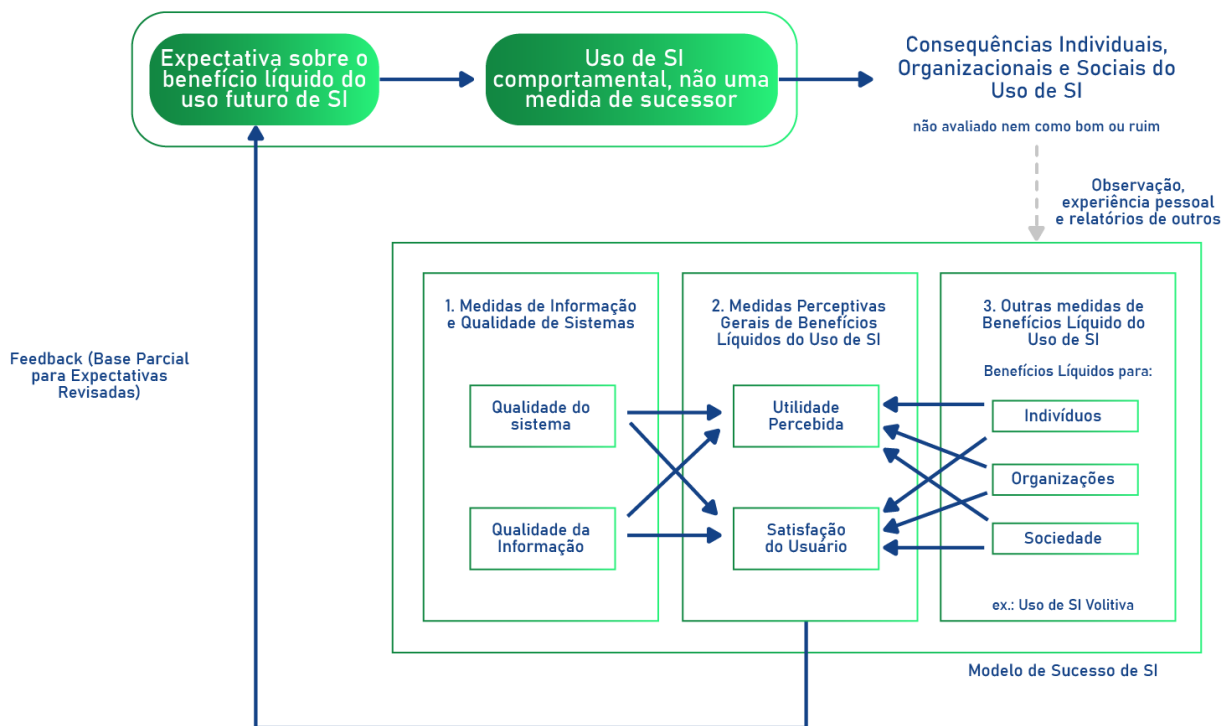 Expectativa sobre o
benefício líquido do
uso futuro de SI
Uso de SI
comportamental, não uma
medida de sucessor
Consequências Individuais,
Organizacionais e Sociais do
Uso de SI
não avaliado nem como bom ou ruim
Observação,
experiência pessoal
e relatórios de outros
Feedback (Base Parcial
para Expectativas
Revisadas)
1. Medidas de Informação
e Qualidade de Sistemas
Qualidade do
sistema
Qualidade da
Informação
2. Medidas Perceptivas
Gerais de Benefícios
Líquidos do Uso de SI
Utilidade
Percebida
Satisfação
do Usuário
3. Outras medidas de
Benefícios Líquido do
Uso de SI
Benefícios Líquidos para:
Indivíduos
Organizações
Sociedade
ex.: Uso de SI Volitiva
Modelo de Sucesso de SI